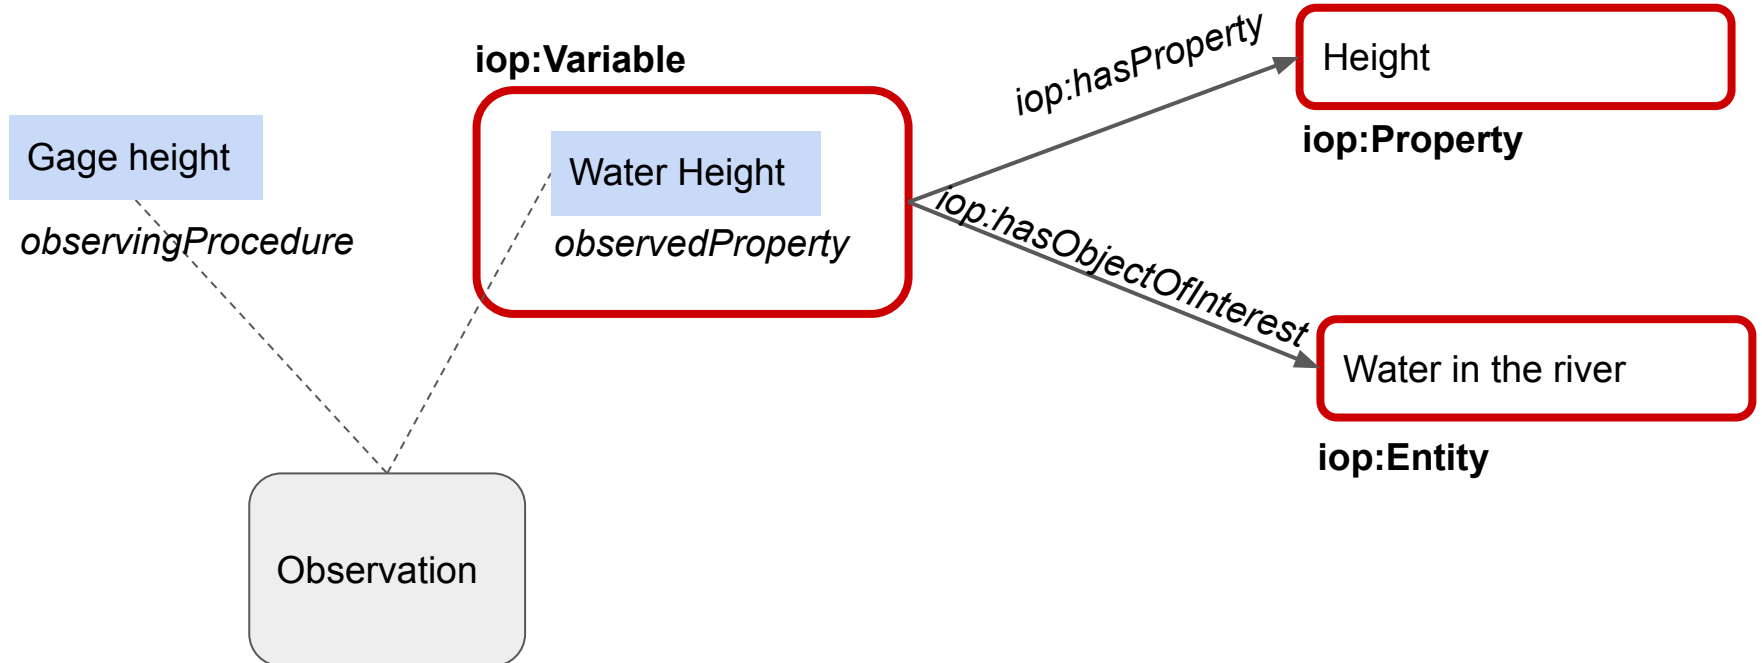 iop:Variable
iop:hasProperty
Height
iop:Property
Gage height
observingProcedure
Water Height
observedProperty
iop:hasObjectOfInterest
Water in the river
iop:Entity
Observation